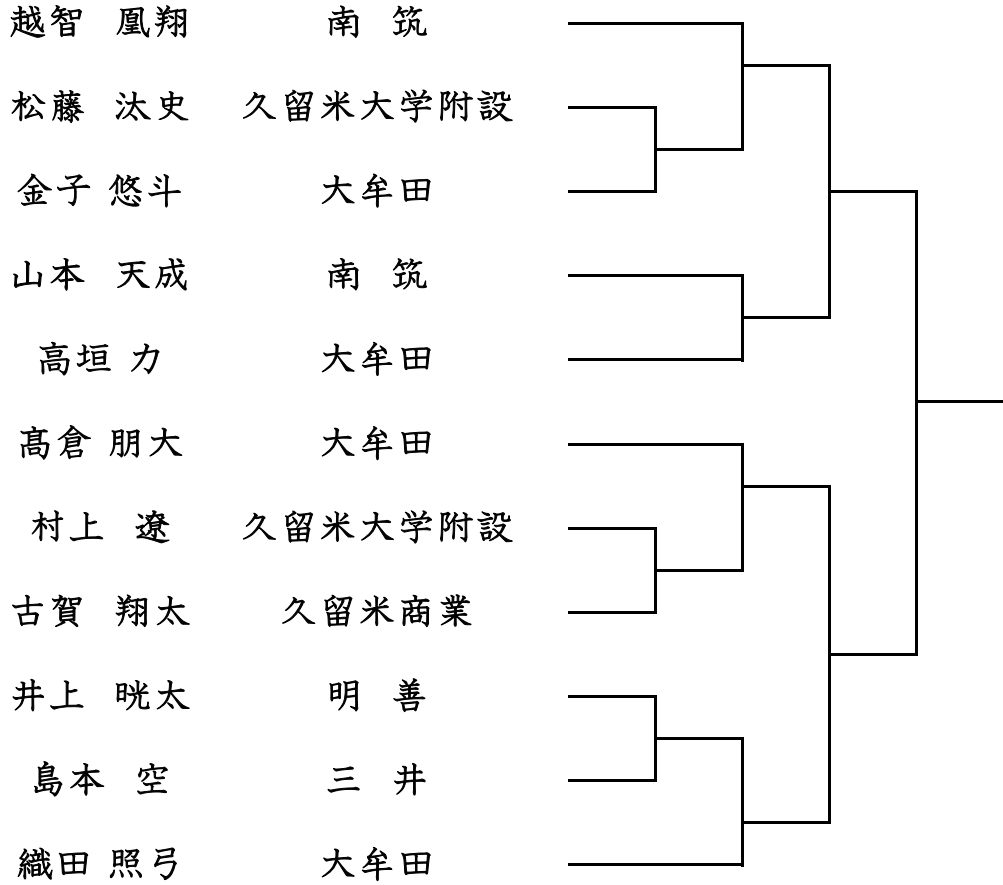 越智 凰翔 南 筑
松藤 汰史 久留米大学附設
金子 悠斗 大牟田
山本 天成 南 筑
高垣 力 大牟田
髙倉 朋大 大牟田
村上 遼 久留米大学附設
古賀 翔太 久留米商業
井上 晄太 明 善
島本 空 三 井
織田 照弓 大牟田